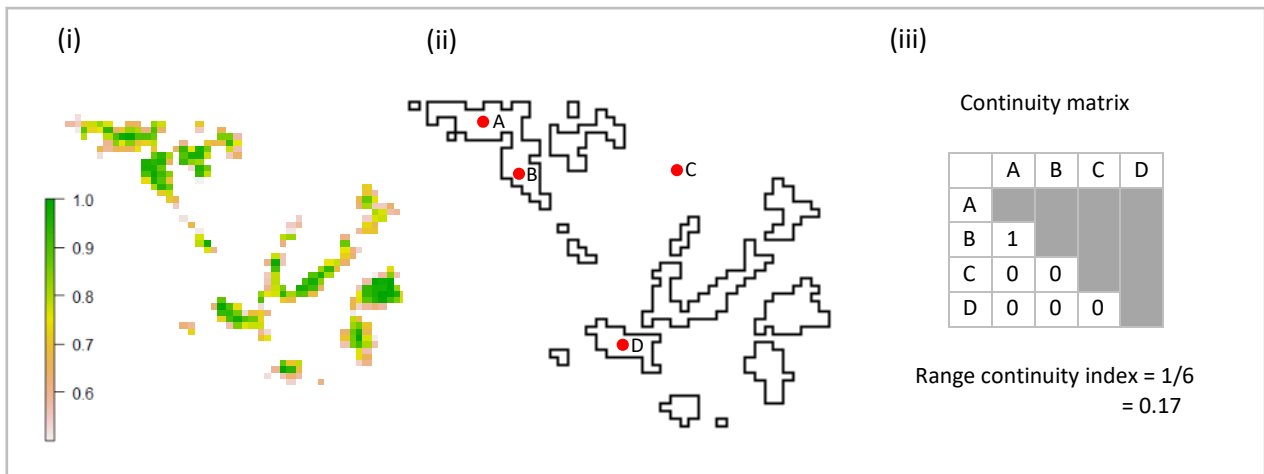 (i)
(ii)
(iii)
1.0
0.9
0.8
0.7
0.6
A
B
C
D
Continuity matrix
A B C D
A
B 1
C 0 0
D 0 0 0
Range continuity index = 1/6
= 0.17